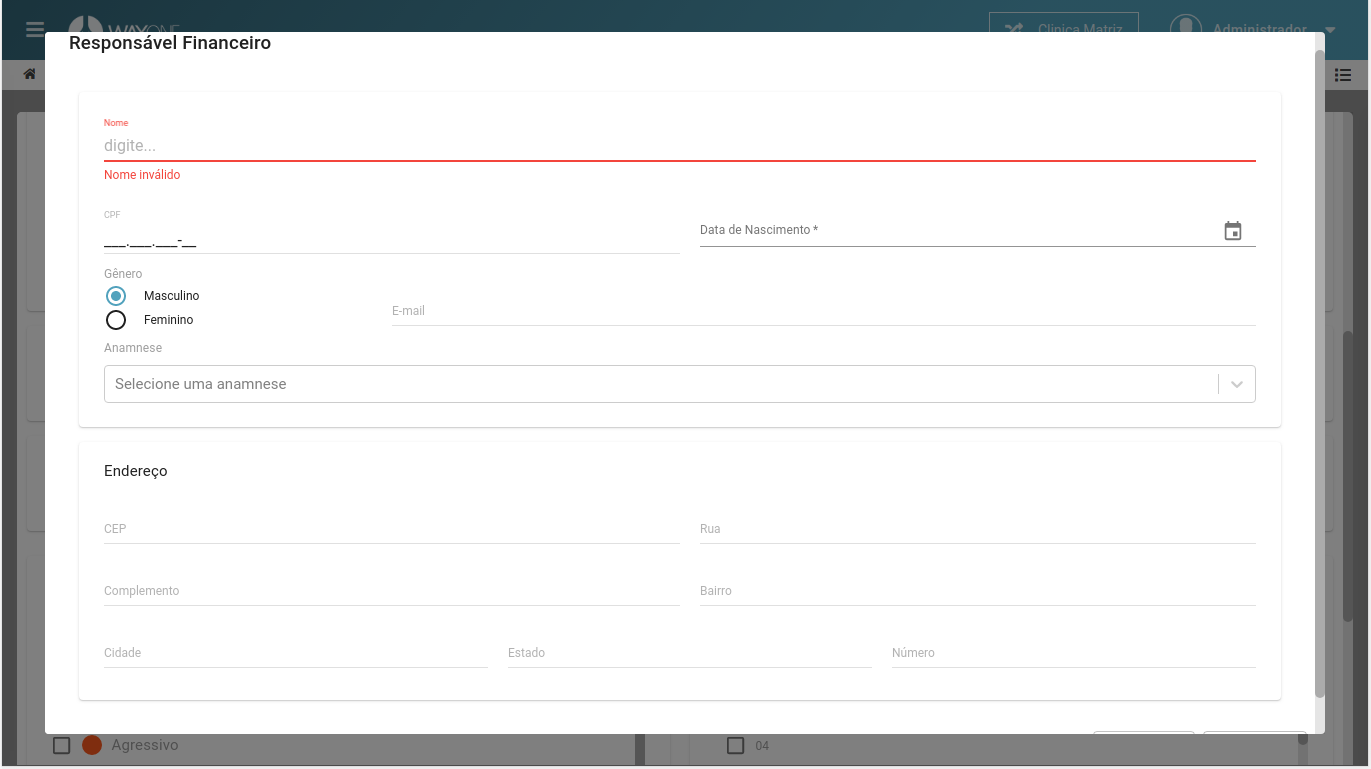 WAYONE
Clinica Matriz
Administrador
Responsável Financeiro
Nome
digite...
Nome inválido
CPF
___.___.___-__
Data de Nascimento *
Gênero
Masculino
Feminino
E-mail
Anamnese
Selecione uma anamnese
Endereço
CEP
Rua
Complemento
Bairro
Cidade
Estado
Número
Agressivo
04